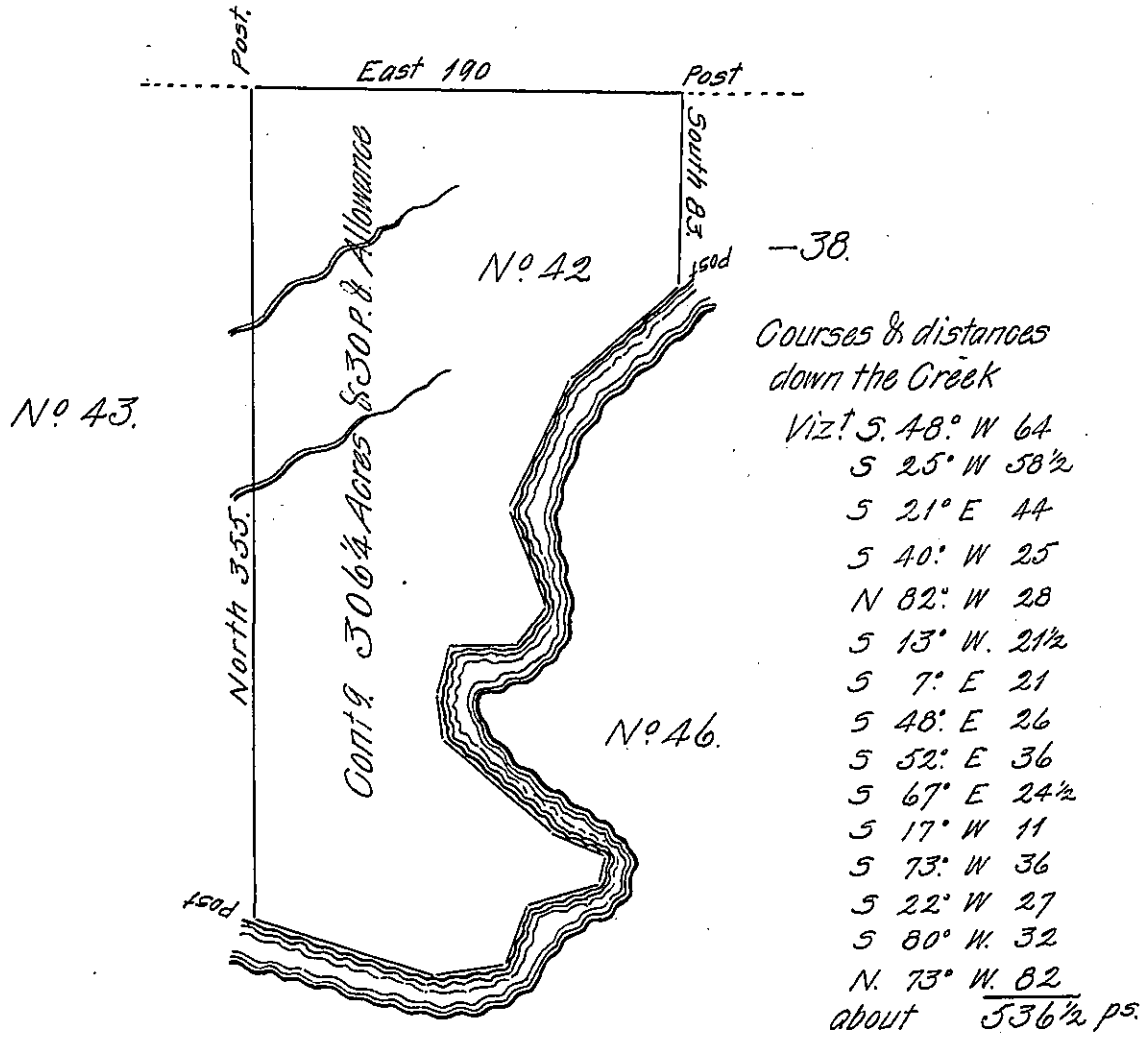 Post.
East 190
Post
South 83.
Post
—38.
Nº 42
Nº 43.
North 355.
Cont'g. 306¼ Acres & 30 P. & Allowance
Nº 46.
Post
Courses & distances
down the Creek
Viz.t S. 48.° W 64
S 25° W 58½
S 21° E 44
S 40.° W 25
N 82.° W 28
S 13° W. 21½
S 7.° E 21
S 48.° E 26
S 52.° E 36
S 67° E 24½
S 17° W 11
S 73.° W 36
S 22° W 27
S 80° W. 32
N. 73° W. 82
about 536½ ps.